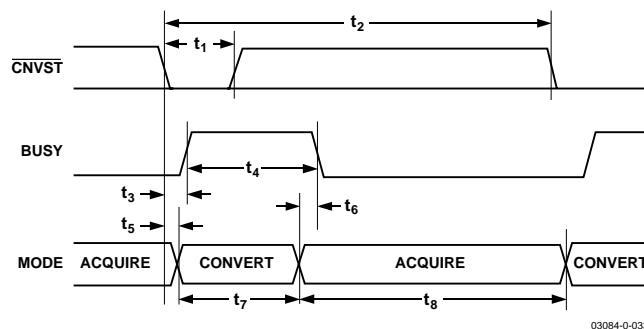 t2
t1
CNVST
BUSY
t4
t3
t6
t5
MODE ACQUIRE CONVERT ACQUIRE CONVERT
t7 t8
03084-0-03